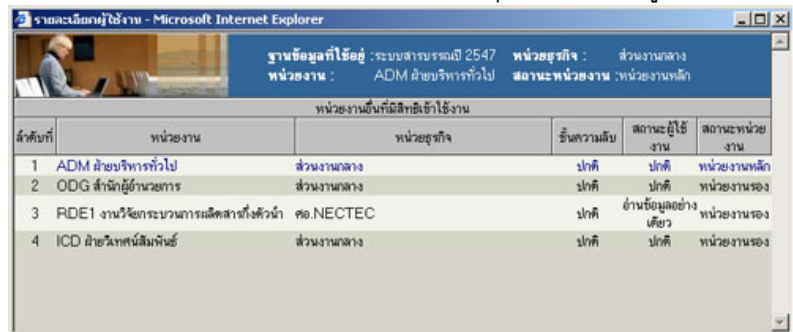 รายละเอียดผู้ใช้งาน - Microsoft Internet Explorer
ฐานข้อมูลที่ใช้อยู่ :ระบบสารบรรณปี 2547 หน่วยธุรกิจ : ส่วนงานกลาง
หน่วยงาน : ADM ฝ่ายบริหารทั่วไป สถานะหน่วยงาน :หน่วยงานหลัก
หน่วยงานอื่นที่มีสิทธิเข้าใช้งาน
ลำดับที่ หน่วยงาน หน่วยธุรกิจ ชั้นความลับ สถานะผู้ใช้งาน สถานะหน่วยงาน
1 ADM ฝ่ายบริหารทั่วไป ส่วนงานกลาง ปกติ ปกติ หน่วยงานหลัก
2 ODG สำนักผู้อำนวยการ ส่วนงานกลาง ปกติ ปกติ หน่วยงานรอง
3 RDE1 งานวิจัยกระบวนการผลิตสารกึ่งตัวนำ ศอ.NECTEC ปกติ อ่านข้อมูลอย่างเดียว หน่วยงานรอง
4 ICD ฝ่ายวิเทศน์สัมพันธ์ ส่วนงานกลาง ปกติ ปกติ หน่วยงานรอง